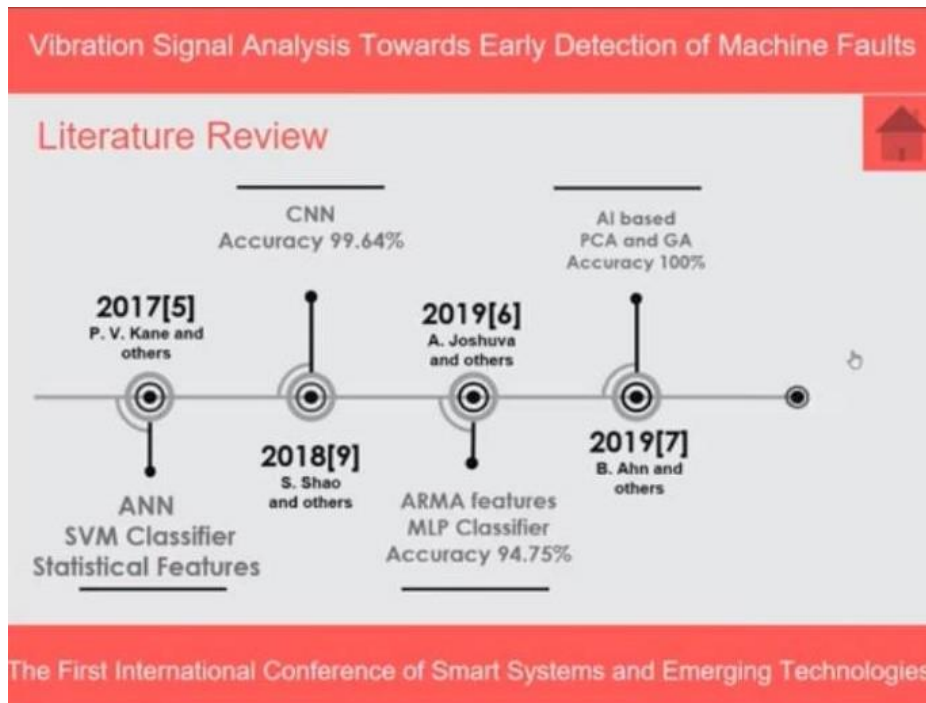 Vibration Signal Analysis Towards Early Detection of Machine Faults
Literature Review
2017[5]
P. V. Kane and
others
ANN
SVM Classifier
Statistical Features
CNN
Accuracy 99.64%
2018[9]
S. Shao
and others
2019[6]
A. Joshuva
and others
ARMA features
MLP Classifier
Accuracy 94.75%
AI based
PCA and GA
Accuracy 100%
2019[7]
B. Ahn and
others
The First International Conference of Smart Systems and Emerging Technologies